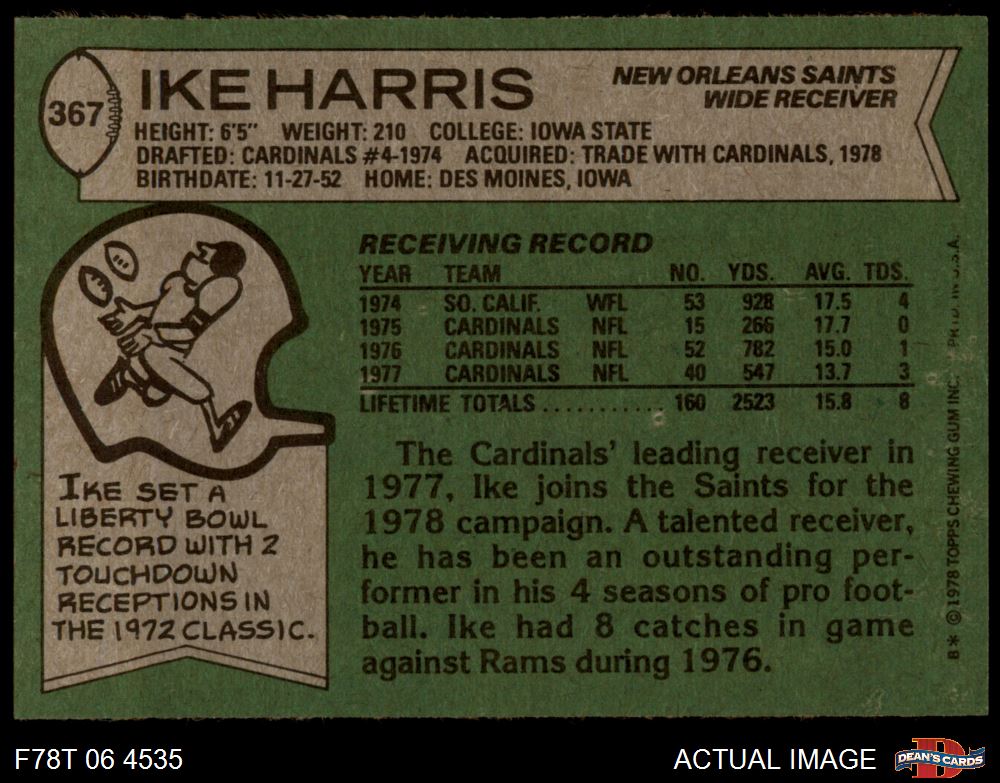 367
IKE HARRIS
NEW ORLEANS SAINTS
WIDE RECEIVER
HEIGHT: 6'5" WEIGHT: 210 COLLEGE: IOWA STATE
DRAFTED: CARDINALS #4-1974 ACQUIRED: TRADE WITH CARDINALS, 1978
BIRTHDATE: 11-27-52 HOME: DES MOINES, IOWA
RECEIVING RECORD
YEAR TEAM NO. YDS. AVG. TDS.
1974 SO. CALIF. WFL 53 928 17.5 4
1975 CARDINALS NFL 15 266 17.7 0
1976 CARDINALS NFL 52 782 15.0 1
1977 CARDINALS NFL 40 547 13.7 3
LIFETIME TOTALS........... 160 2523 15.8 8
IKE SET A
LIBERTY BOWL
RECORD WITH 2
TOUCHDOWN
RECEPTIONS IN
THE 1972 CLASSIC.
The Cardinals' leading receiver in
1977, Ike joins the Saints for the
1978 campaign. A talented receiver,
he has been an outstanding per-
former in his 4 seasons of pro foot-
ball. Ike had 8 catches in game
against Rams during 1976.
B* © 1978 TOPPS CHEWING GUM INC. PRTD. IN U.S.A.
F78T 06 4535
ACTUAL IMAGE
D
DEAN'S CARDS